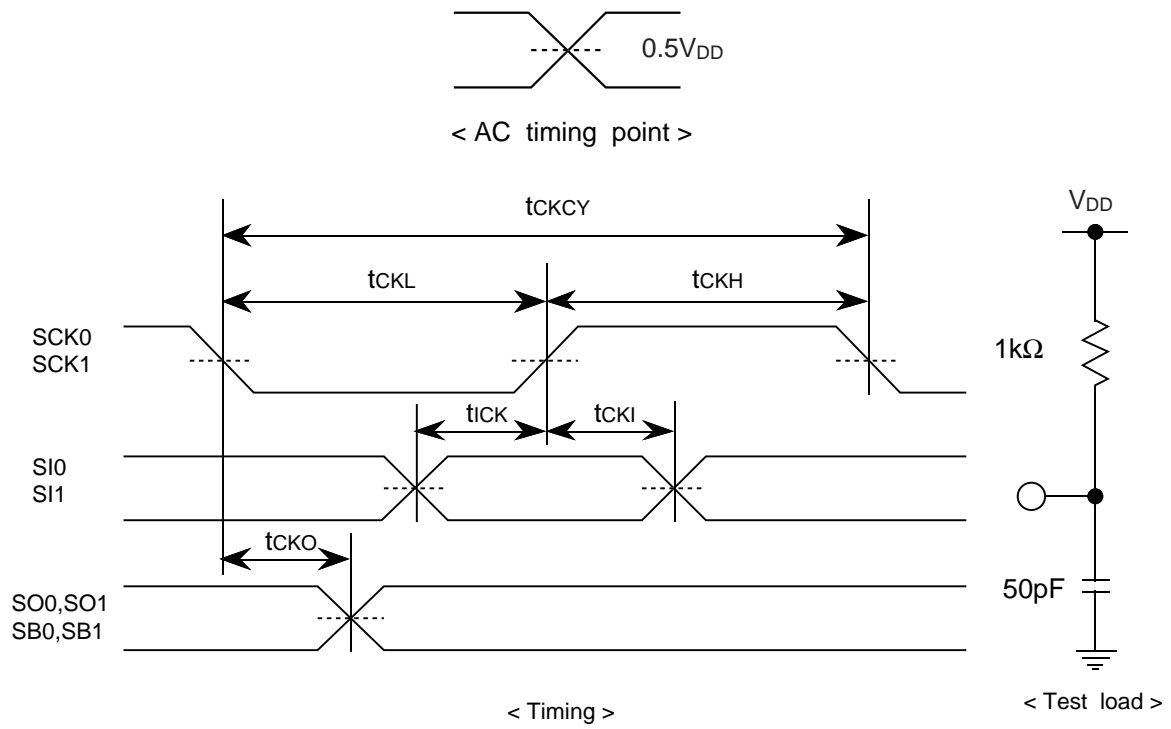 0.5VDD
< AC timing point >
tCKCY
VDD
tCKL
tCKH
SCK0
SCK1
1kΩ
tICK
tCKI
SI0
SI1
tCKO
50pF
SO0,SO1
SB0,SB1
< Timing >
< Test load >